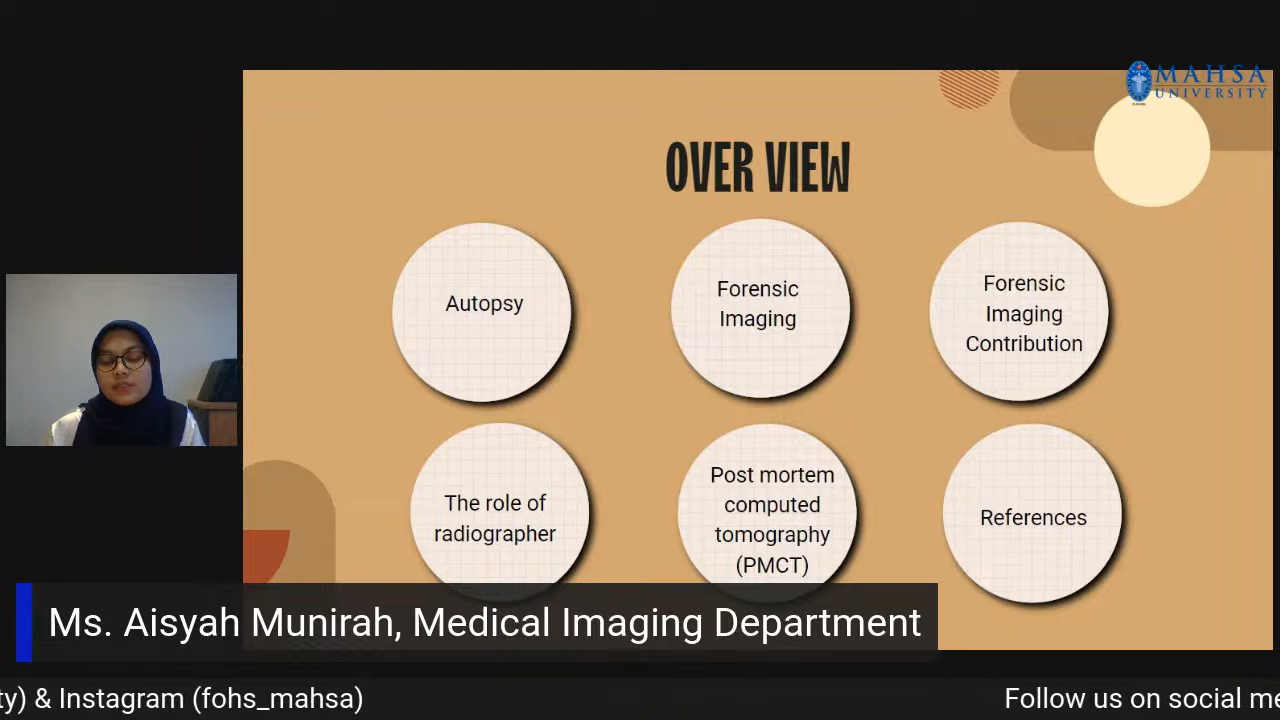 MAHSA
UNIVERSITY
OVER VIEW
Autopsy
Forensic
Imaging
Forensic
Imaging
Contribution
The role of
radiographer
Post mortem
computed
tomography
(PMCT)
References
Ms. Aisyah Munirah, Medical Imaging Department
ty) & Instagram (fohs_mahsa)
Follow us on social me